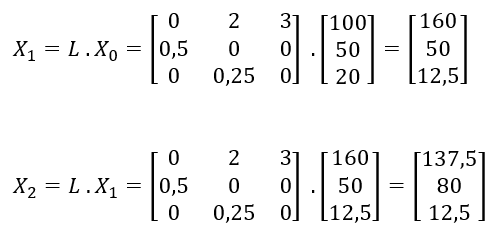 X₁ = L . X₀ = [0 2 3; 0,5 0 0; 0 0,25 0] . [100; 50; 20] = [160; 50; 12,5]
X₂ = L . X₁ = [0 2 3; 0,5 0 0; 0 0,25 0] . [160; 50; 12,5] = [137,5; 80; 12,5]